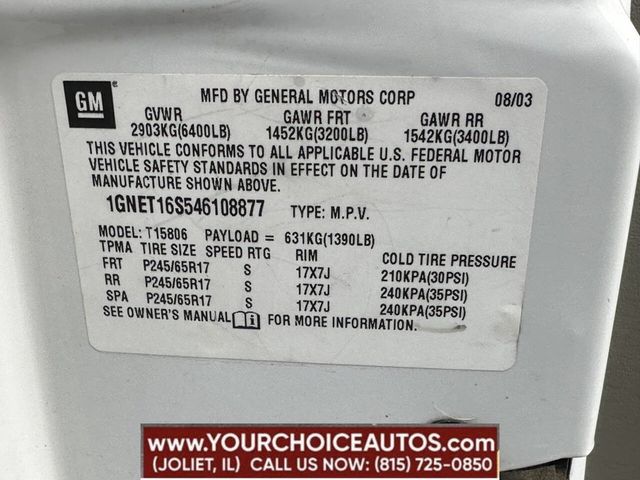 GM
MFD BY GENERAL MOTORS CORP 08/03
GVWR GAWR FRT GAWR RR
2903KG(6400LB) 1452KG(3200LB) 1542KG(3400LB)
THIS VEHICLE CONFORMS TO ALL APPLICABLE U.S. FEDERAL MOTOR
VEHICLE SAFETY STANDARDS IN EFFECT ON THE DATE OF
MANUFACTURE SHOWN ABOVE.
1GNET16S546108877 TYPE: M.P.V.
MODEL: T15806 PAYLOAD = 631KG(1390LB)
TPMA TIRE SIZE SPEED RTG RIM COLD TIRE PRESSURE
FRT P245/65R17 S 17X7J 210KPA(30PSI)
RR P245/65R17 S 17X7J 240KPA(35PSI)
SPA P245/65R17 S 17X7J 240KPA(35PSI)
SEE OWNER'S MANUAL FOR MORE INFORMATION.
WWW.YOURCHOICEAUTOS.COM
(JOLIET, IL) CALL US NOW: (815) 725-0850